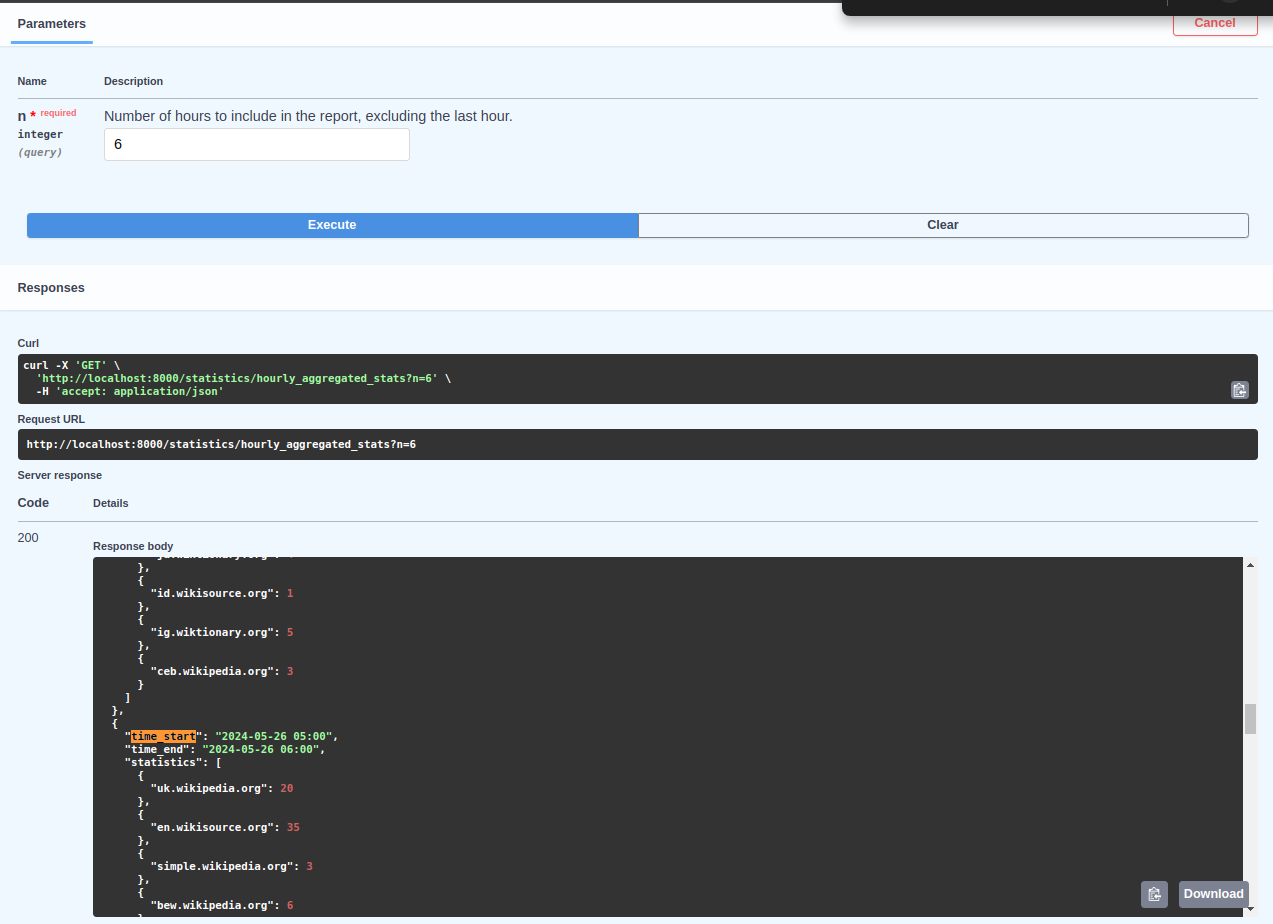 Parameters
Cancel
Name Description
n * required
integer
(query)
Number of hours to include in the report, excluding the last hour.
6
Execute Clear
Responses
Curl
curl -X 'GET' \
'http://localhost:8000/statistics/hourly_aggregated_stats?n=6' \
-H 'accept: application/json'
Request URL
http://localhost:8000/statistics/hourly_aggregated_stats?n=6
Server response
Code Details
200
Response body
},
{
"id.wikisource.org": 1
},
{
"ig.wiktionary.org": 5
},
{
"ceb.wikipedia.org": 3
}
]
},
{
"time_start": "2024-05-26 05:00",
"time_end": "2024-05-26 06:00",
"statistics": [
{
"uk.wikipedia.org": 20
},
{
"en.wikisource.org": 35
},
{
"simple.wikipedia.org": 3
},
{
"bew.wikipedia.org": 6
Download